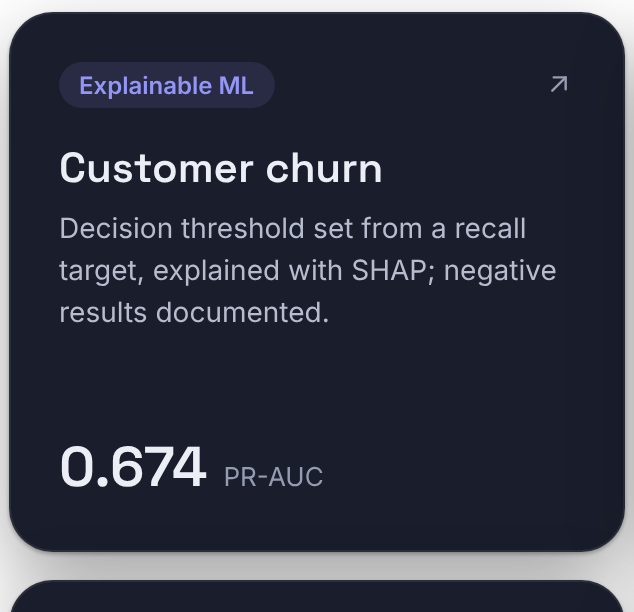 Explainable ML
Customer churn
Decision threshold set from a recall
target, explained with SHAP; negative
results documented.
0.674 PR-AUC